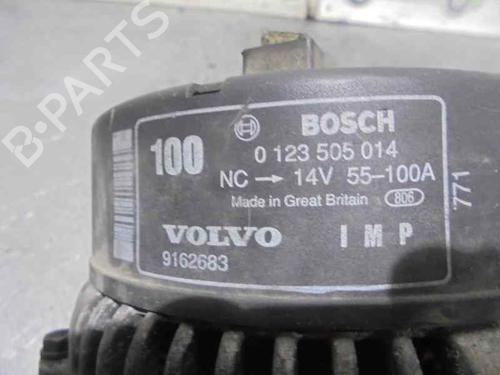 B-PARTS
100
BOSCH
0 123 505 014
NC → 14V 55-100A
Made in Great Britain 806
771
VOLVO IMP
9162683